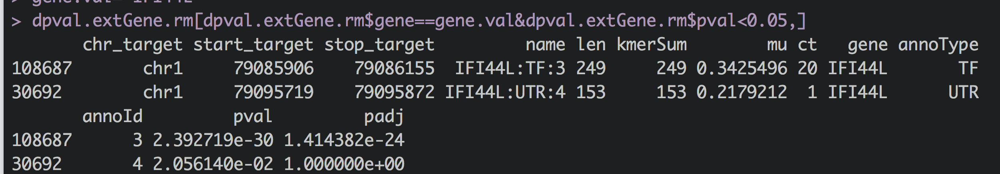 > gene.val= IFI44L
> dpval.extGene.rm[dpval.extGene.rm$gene==gene.val&dpval.extGene.rm$pval<0.05,]
chr_target start_target stop_target name len kmerSum mu ct gene annoType
108687 chr1 79085906 79086155 IFI44L:TF:3 249 249 0.3425496 20 IFI44L TF
30692 chr1 79095719 79095872 IFI44L:UTR:4 153 153 0.2179212 1 IFI44L UTR
annoId pval padj
108687 3 2.392719e-30 1.414382e-24
30692 4 2.056140e-02 1.000000e+00